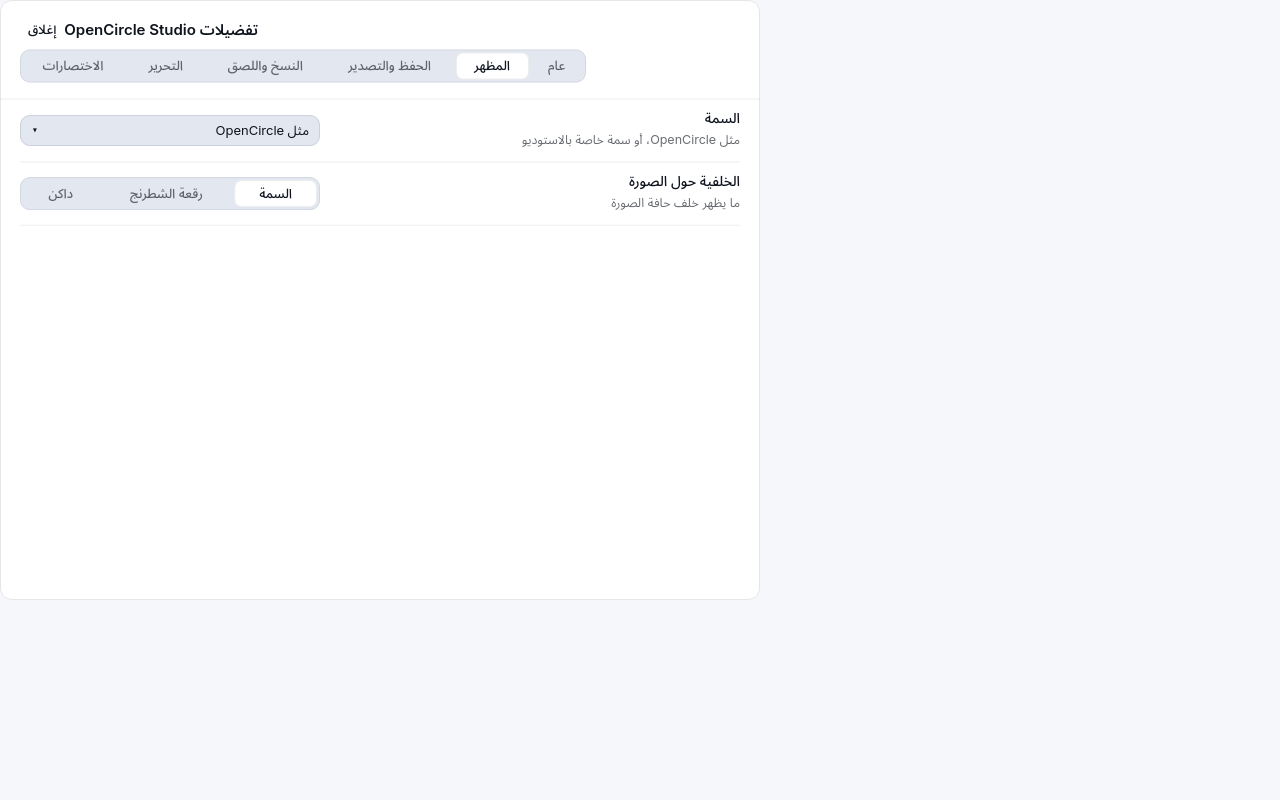 تفضيلات OpenCircle Studio إغلاق
عام المظهر الحفظ والتصدير النسخ واللصق التحرير الاختصارات
السمة
مثل OpenCircle، أو سمة خاصة بالاستوديو
مثل OpenCircle
الخلفية حول الصورة
ما يظهر خلف حافة الصورة
السمة رقعة الشطرنج داكن